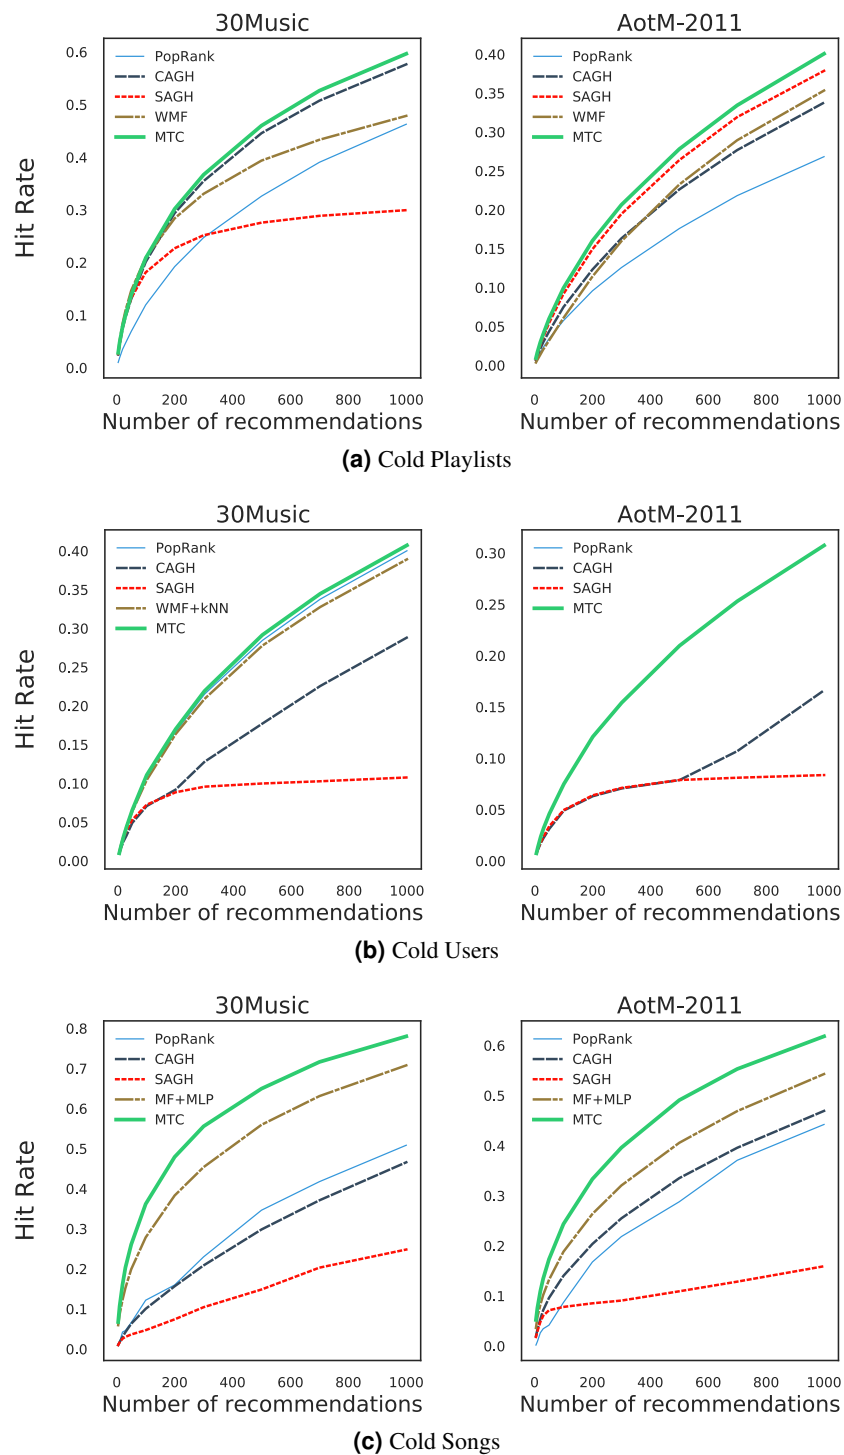 30Music
PopRank
CAGH
SAGH
WMF
MTC
0.6
0.5
0.4
0.3
0.2
0.1
0.0
Hit Rate
0 200 400 600 800 1000
Number of recommendations
AotM-2011
PopRank
CAGH
SAGH
WMF
MTC
0.40
0.35
0.30
0.25
0.20
0.15
0.10
0.05
0.00
0 200 400 600 800 1000
Number of recommendations
(a) Cold Playlists
30Music
PopRank
CAGH
SAGH
WMF+kNN
MTC
0.40
0.35
0.30
0.25
0.20
0.15
0.10
0.05
0.00
Hit Rate
0 200 400 600 800 1000
Number of recommendations
AotM-2011
PopRank
CAGH
SAGH
MTC
0.30
0.25
0.20
0.15
0.10
0.05
0.00
0 200 400 600 800 1000
Number of recommendations
(b) Cold Users
30Music
PopRank
CAGH
SAGH
MF+MLP
MTC
0.8
0.7
0.6
0.5
0.4
0.3
0.2
0.1
0.0
Hit Rate
0 200 400 600 800 1000
Number of recommendations
AotM-2011
PopRank
CAGH
SAGH
MF+MLP
MTC
0.6
0.5
0.4
0.3
0.2
0.1
0.0
0 200 400 600 800 1000
Number of recommendations
(c) Cold Songs